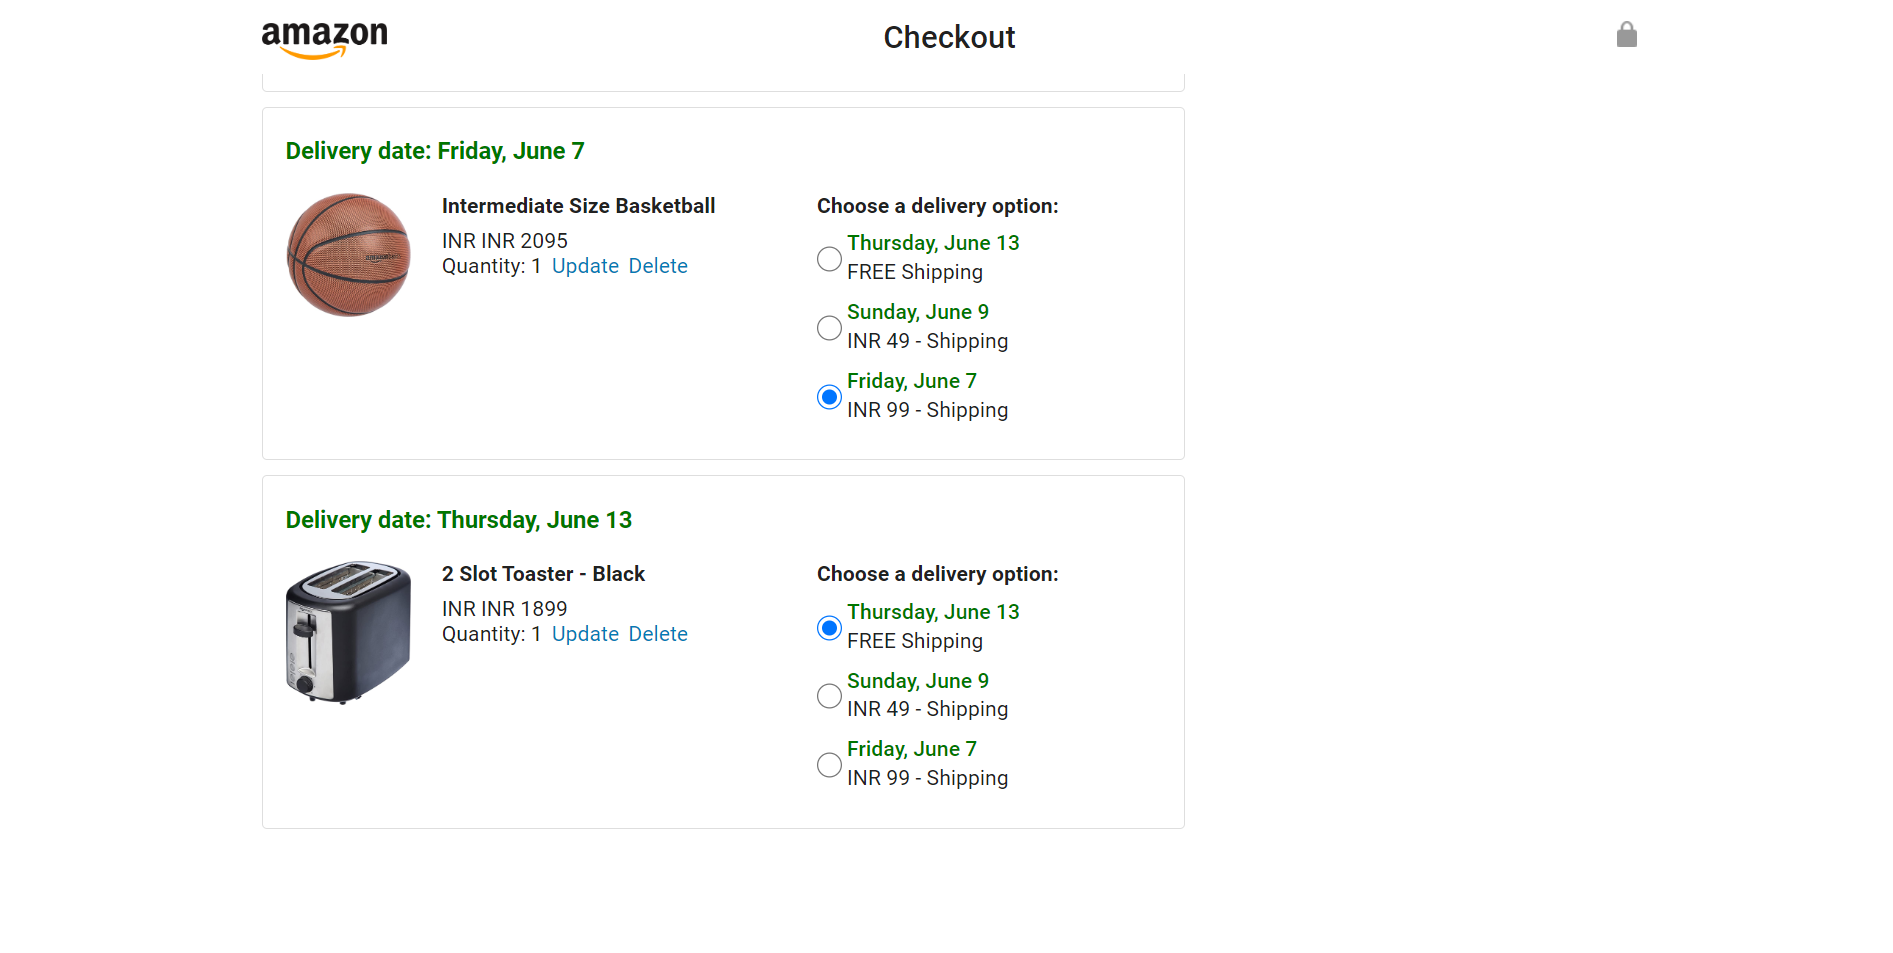 amazon
Checkout
Delivery date: Friday, June 7
Intermediate Size Basketball
INR INR 2095
Quantity: 1 Update Delete
Choose a delivery option:
Thursday, June 13
FREE Shipping
Sunday, June 9
INR 49 - Shipping
Friday, June 7
INR 99 - Shipping
Delivery date: Thursday, June 13
2 Slot Toaster - Black
INR INR 1899
Quantity: 1 Update Delete
Choose a delivery option:
Thursday, June 13
FREE Shipping
Sunday, June 9
INR 49 - Shipping
Friday, June 7
INR 99 - Shipping